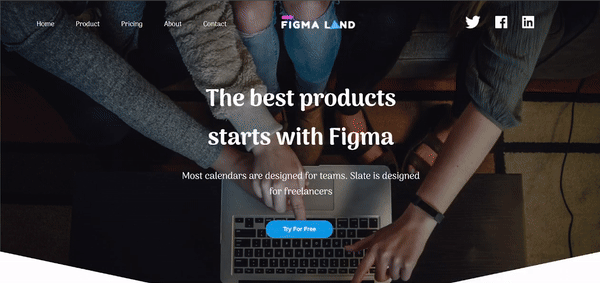 Home Product Pricing About Contact
FIGMA LAND
The best products
starts with Figma
Most calendars are designed for teams. Slate is designed
for freelancers
Try For Free